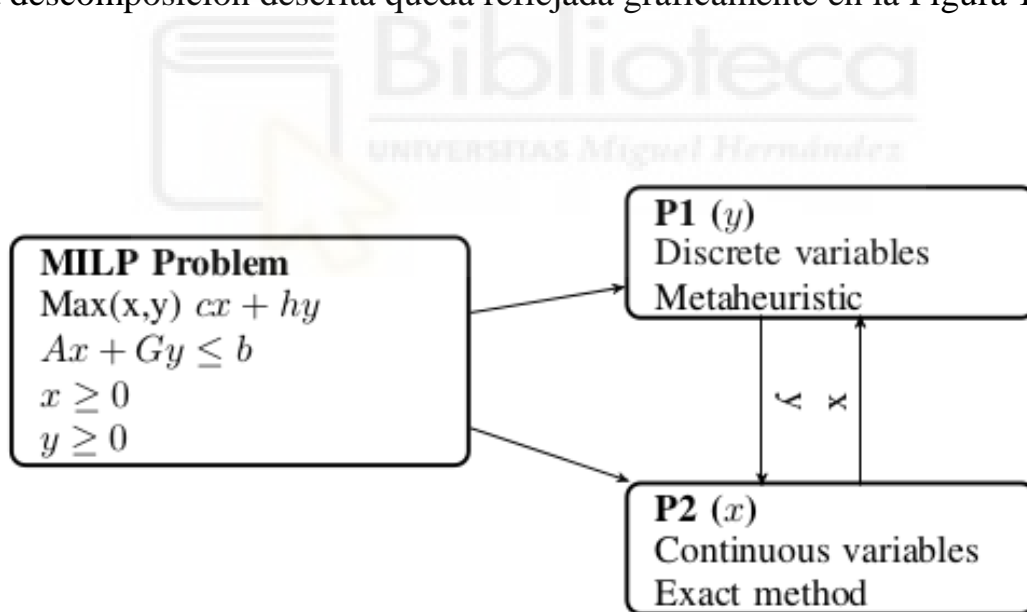 descomposición descrita queda reflejada gráficamente en la Figura 1
Biblioteca
UNIVERSITAS Miguel Hernández
MILP Problem
Max(x,y) cx + hy
Ax + Gy ≤ b
x ≥ 0
y ≥ 0
P1 (y)
Discrete variables
Metaheuristic
y
x
P2 (x)
Continuous variables
Exact method